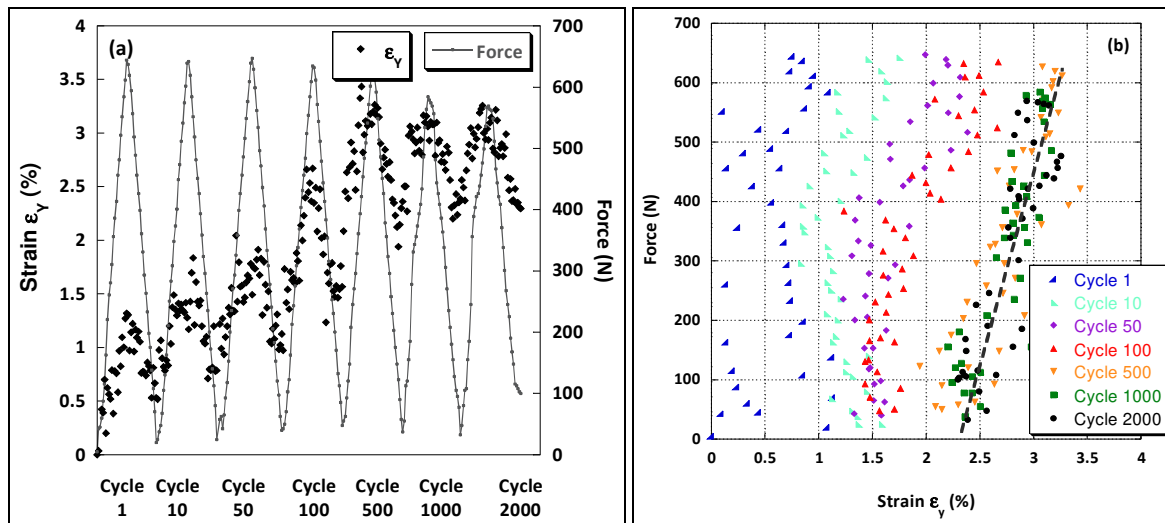 (a)
εY
Force
4
3.5
3
2.5
2
1.5
1
0.5
0
Strain εY (%)
700
600
500
400
300
200
100
0
Force (N)
Cycle 1
Cycle 10
Cycle 50
Cycle 100
Cycle 500
Cycle 1000
Cycle 2000
(b)
700
600
500
400
300
200
100
0
Force (N)
Cycle 1
Cycle 10
Cycle 50
Cycle 100
Cycle 500
Cycle 1000
Cycle 2000
0 0.5 1 1.5 2 2.5 3 3.5 4
Strain εy (%)